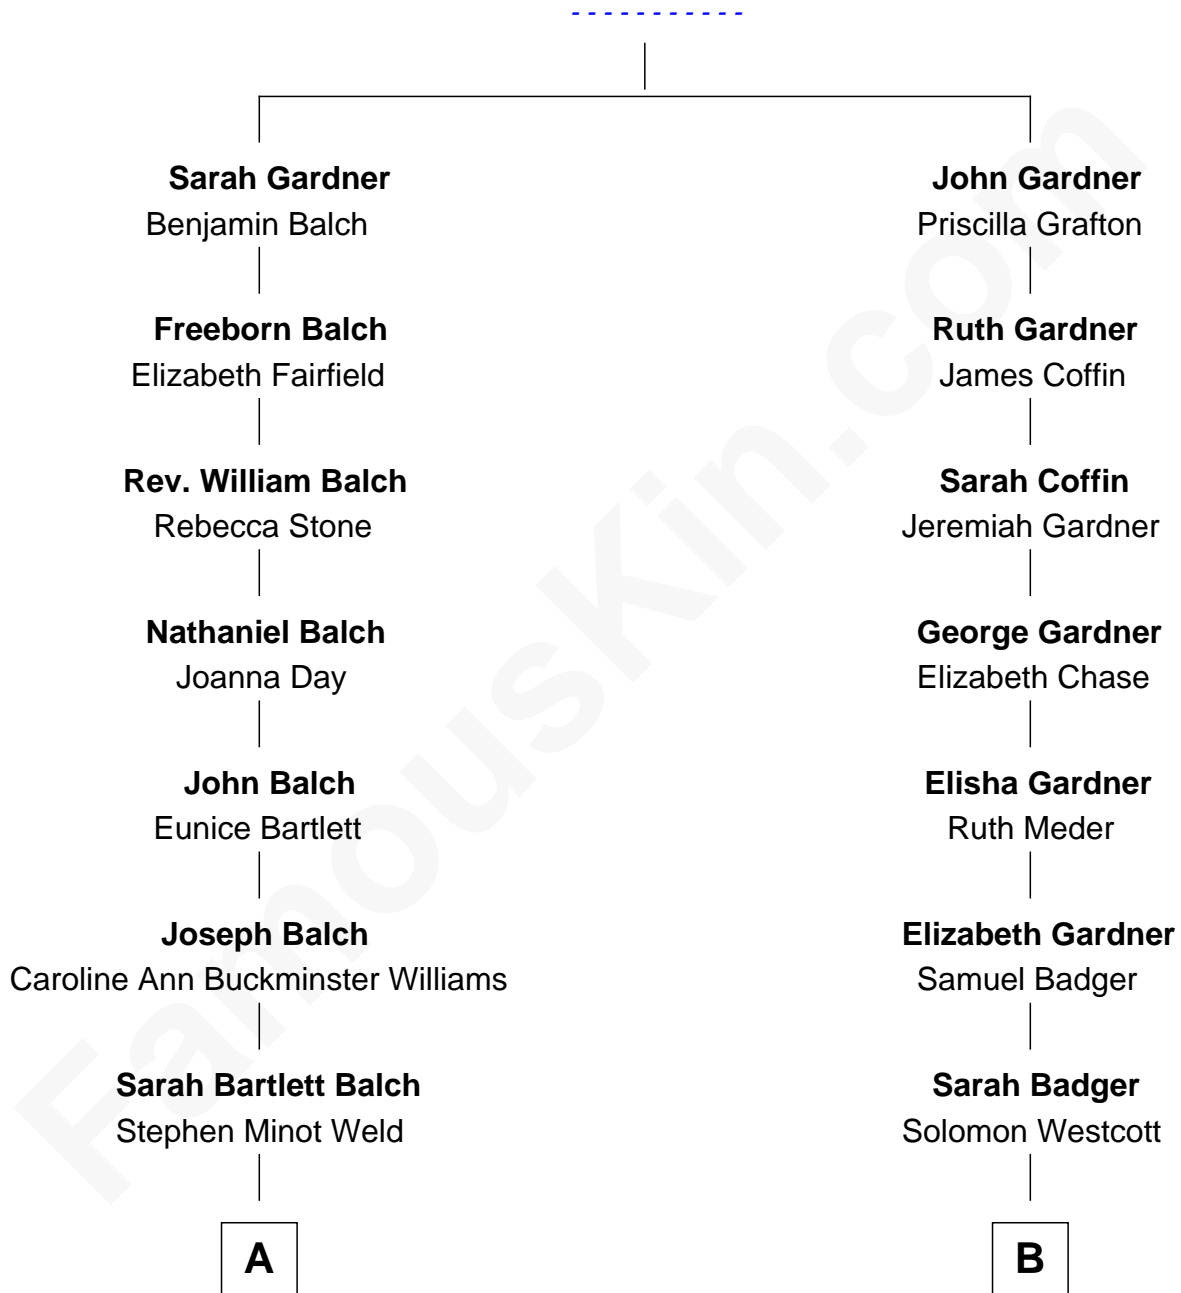 - - - - - - - - - - -
Sarah Gardner
Benjamin Balch
Freeborn Balch
Elizabeth Fairfield
Rev. William Balch
Rebecca Stone
Nathaniel Balch
Joanna Day
John Balch
Eunice Bartlett
Joseph Balch
Caroline Ann Buckminster Williams
Sarah Bartlett Balch
Stephen Minot Weld
A
John Gardner
Priscilla Grafton
Ruth Gardner
James Coffin
Sarah Coffin
Jeremiah Gardner
George Gardner
Elizabeth Chase
Elisha Gardner
Ruth Meder
Elizabeth Gardner
Samuel Badger
Sarah Badger
Solomon Westcott
B
FamousKin.com